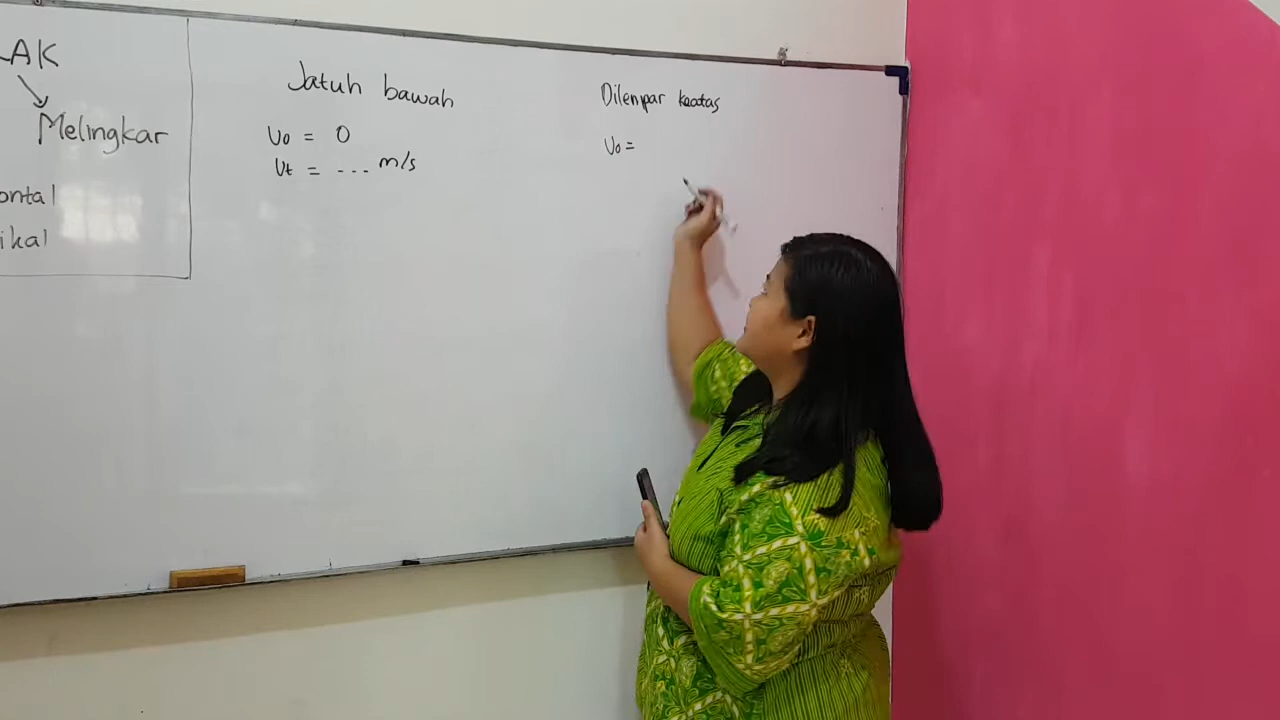 LAK
Melingkar
ontal
ikal
Jatuh bawah
Vo = 0
Vt = ... m/s
Dilempar keatas
Vo =